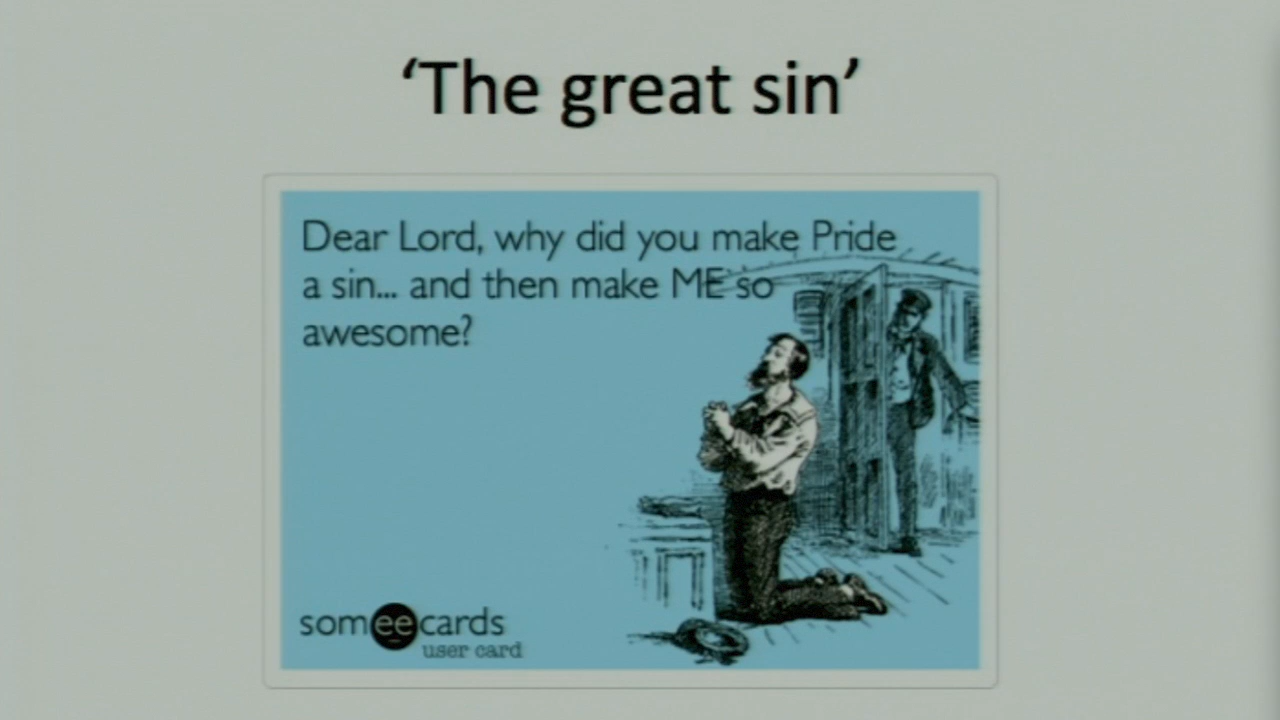 ‘The great sin’
Dear Lord, why did you make Pride
a sin... and then make ME so
awesome?
someecards
user card